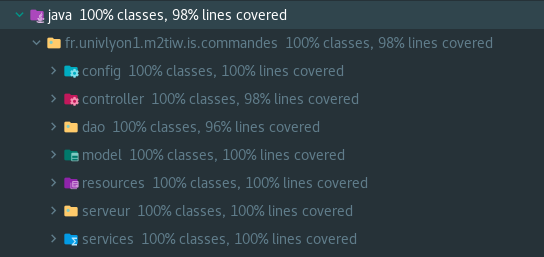 java 100% classes, 98% lines covered
fr.univlyon1.m2tiw.is.commandes 100% classes, 98% lines covered
config 100% classes, 100% lines covered
controller 100% classes, 98% lines covered
dao 100% classes, 96% lines covered
model 100% classes, 100% lines covered
resources 100% classes, 100% lines covered
serveur 100% classes, 100% lines covered
services 100% classes, 100% lines covered